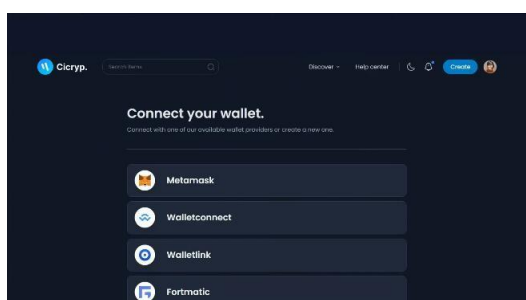 Cicryp.
Search items
Discover
Help center
Create
Connect your wallet.
Connect with one of our available wallet providers or create a new one.
Metamask
Walletconnect
Walletlink
Fortmatic